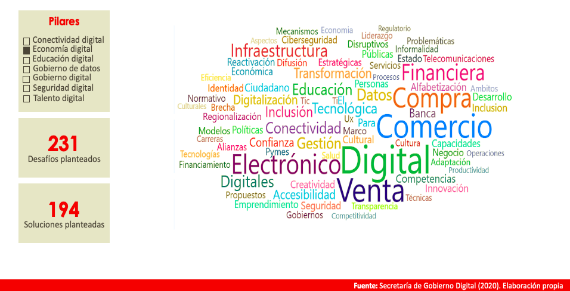 Pilares
Conectividad digital
Economía digital
Educación digital
Gobierno de datos
Gobierno digital
Seguridad digital
Talento digital
231
Desafíos planteados
194
Soluciones planteadas
Mecanismos Economia Regulatorio
Aspectos Ciberseguridad Liderazgo
Disruptivos Problemáticas
Infraestructura Públicas Informalidad
Reactivación Difusión Estratégicas Estado Telecomunicaciones
Económica Transformación Servicios Procesos Financiera
Eficiencia Personas Alfabetización Ambitos
Identidad Ciudadano Educación Datos Compra Desarrollo
Normativo Digitalización Tic Inclusion
Culturales Brecha Inclusión Tecnológica Banca
Regionalización Ux Para Comercio
Modelos Políticas Conectividad Marco
Carreras Confianza Gestión Cultural Cultura Capacidades
Alianzas Negocio Operaciones
Tecnologías Pymes Salud Digital Adaptación
Financiamiento Electrónico Productividad
Digitales Creatividad Venta Competencias
Innovación
Propuestos Accesibilidad Técnicas
Emprendimiento Seguridad Transparencia
Gobiernos Competitividad
Fuente: Secretaría de Gobierno Digital (2020). Elaboración propia